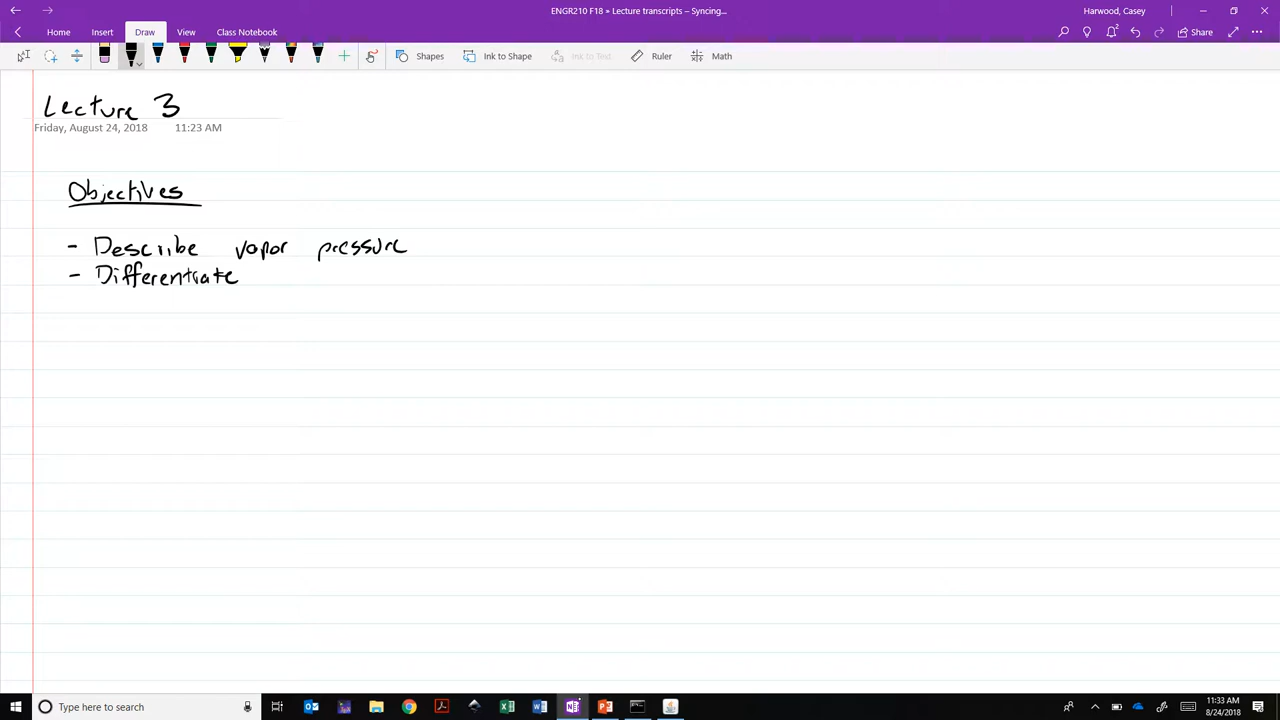 ENGR210 F18 » Lecture transcripts – Syncing...
Harwood, Casey
Home Insert Draw View Class Notebook
Share
Shapes Ink to Shape Ink to Text Ruler Math
Lecture 3
Friday, August 24, 2018 11:23 AM
Objectives
- Describe vapor pressure
- Differentiate
Type here to search
11:33 AM
8/24/2018